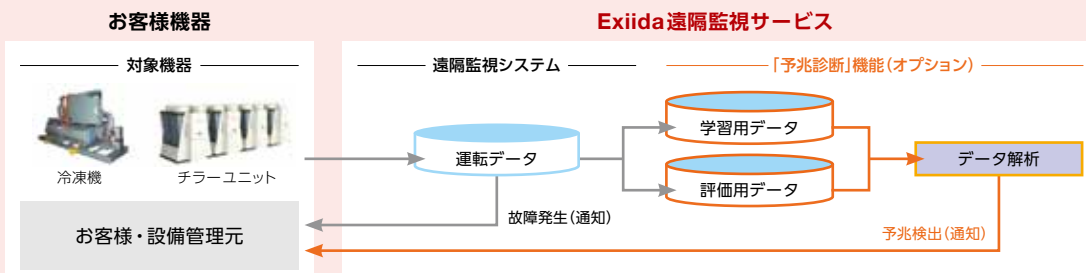 お客様機器
Exiida遠隔監視サービス
対象機器
遠隔監視システム
「予兆診断」機能(オプション)
冷凍機
チラーユニット
運転データ
学習用データ
評価用データ
データ解析
故障発生(通知)
予兆検出(通知)
お客様・設備管理元